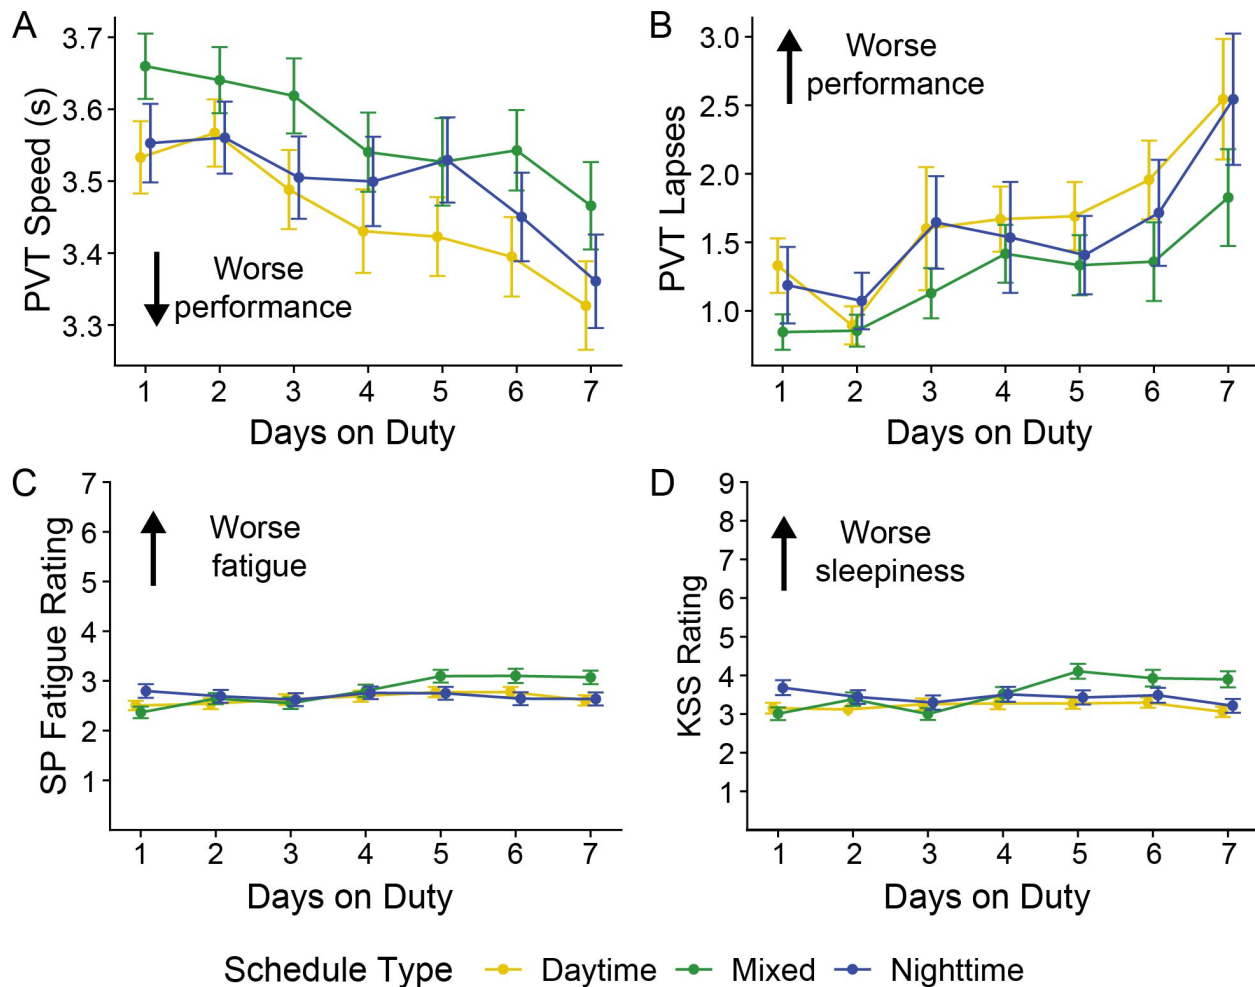 A
3.7
3.6
3.5
3.4
3.3
PVT Speed (s)
Worse
performance
1 2 3 4 5 6 7
Days on Duty
B
3.0
2.5
2.0
1.5
1.0
PVT Lapses
Worse
performance
1 2 3 4 5 6 7
Days on Duty
C
7
6
5
4
3
2
1
SP Fatigue Rating
Worse
fatigue
1 2 3 4 5 6 7
Days on Duty
D
9
8
7
6
5
4
3
2
1
KSS Rating
Worse
sleepiness
1 2 3 4 5 6 7
Days on Duty
Schedule Type Daytime Mixed Nighttime